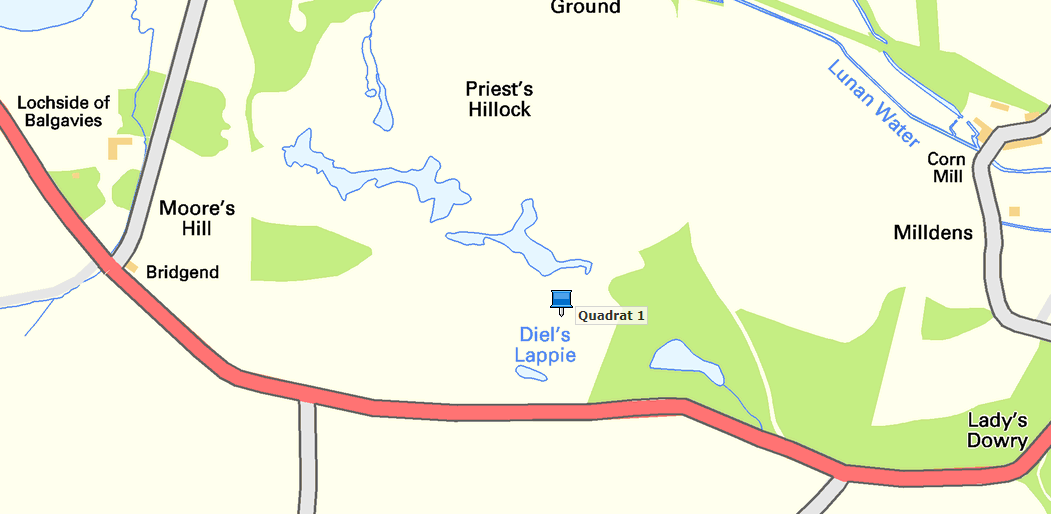 Ground
Priest's
Hillock
Lochside of
Balgavies
Lunan Water
Corn
Mill
Moore's
Hill
Milldens
Bridgend
Quadrat 1
Diel's
Lappie
Lady's
Dowry